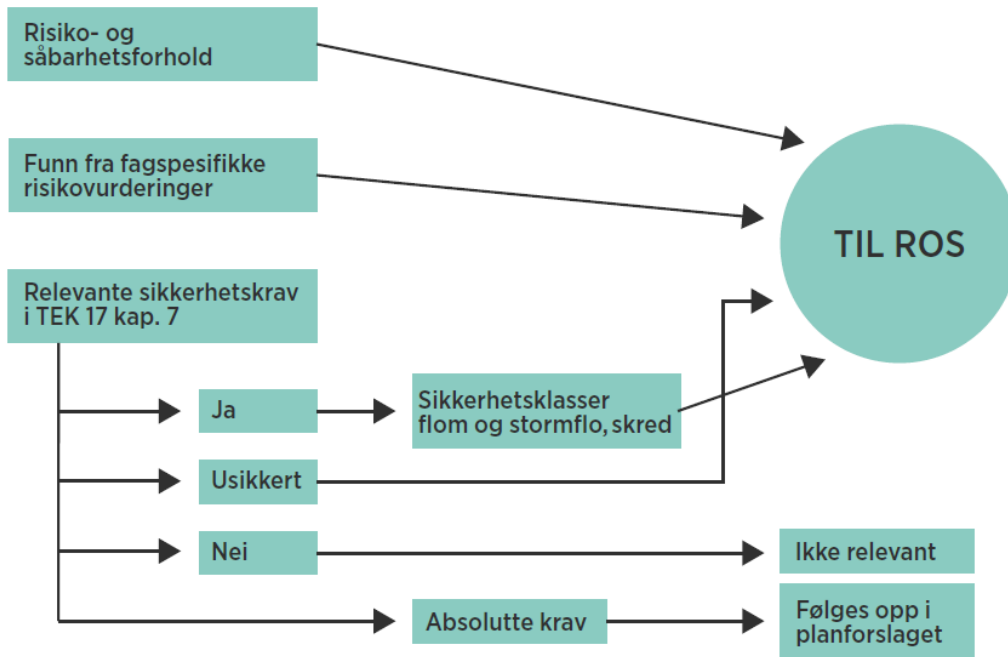 Risiko- og
såbarhetsforhold
Funn fra fagspesifikke
risikovurderinger
TIL ROS
Relevante sikkerhetskrav
i TEK 17 kap. 7
Ja
Sikkerhetsklasser
flom og stormflo, skred
Usikkert
Nei
Ikke relevant
Absolutte krav
Følges opp i
planforslaget